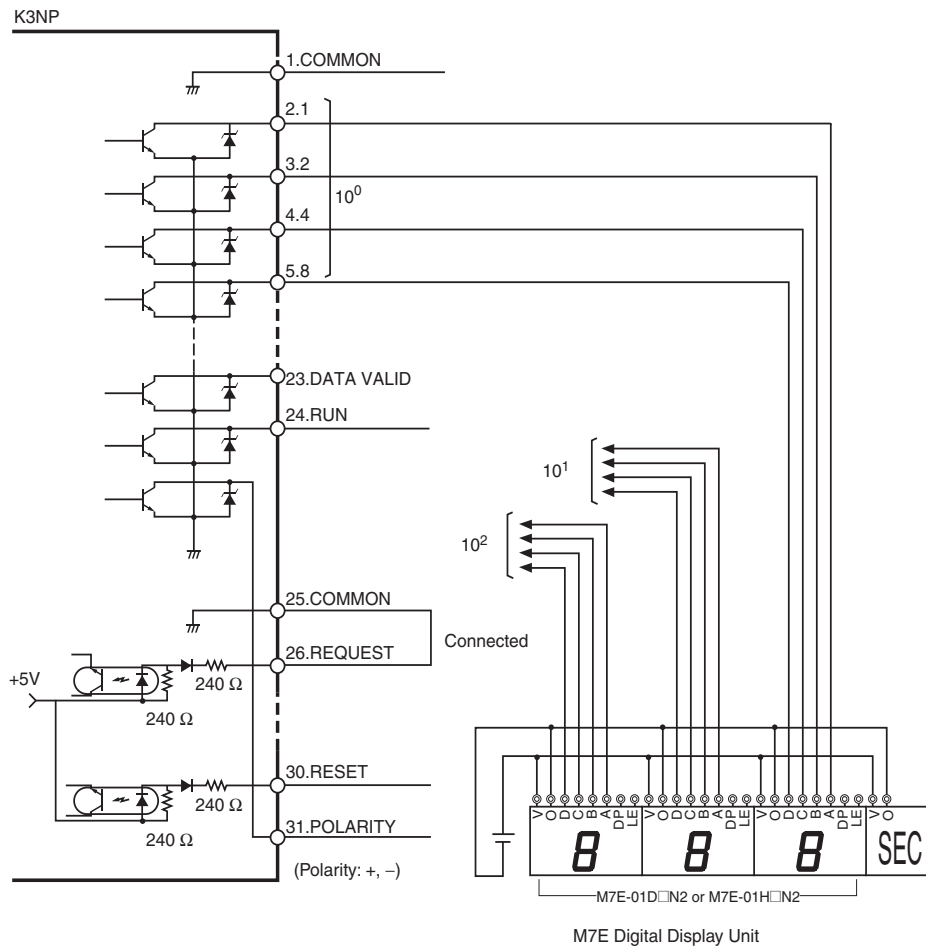 K3NP
1.COMMON
2.1
3.2
10⁰
4.4
5.8
23.DATA VALID
24.RUN
10¹
10²
25.COMMON
Connected
26.REQUEST
+5V
240 Ω
240 Ω
30.RESET
240 Ω
240 Ω
31.POLARITY
(Polarity: +, –)
V O D C B A DP LE V O D C B A DP LE V O D C B A DP LE V O
8 8 8 SEC
M7E-01D□N2 or M7E-01H□N2
M7E Digital Display Unit